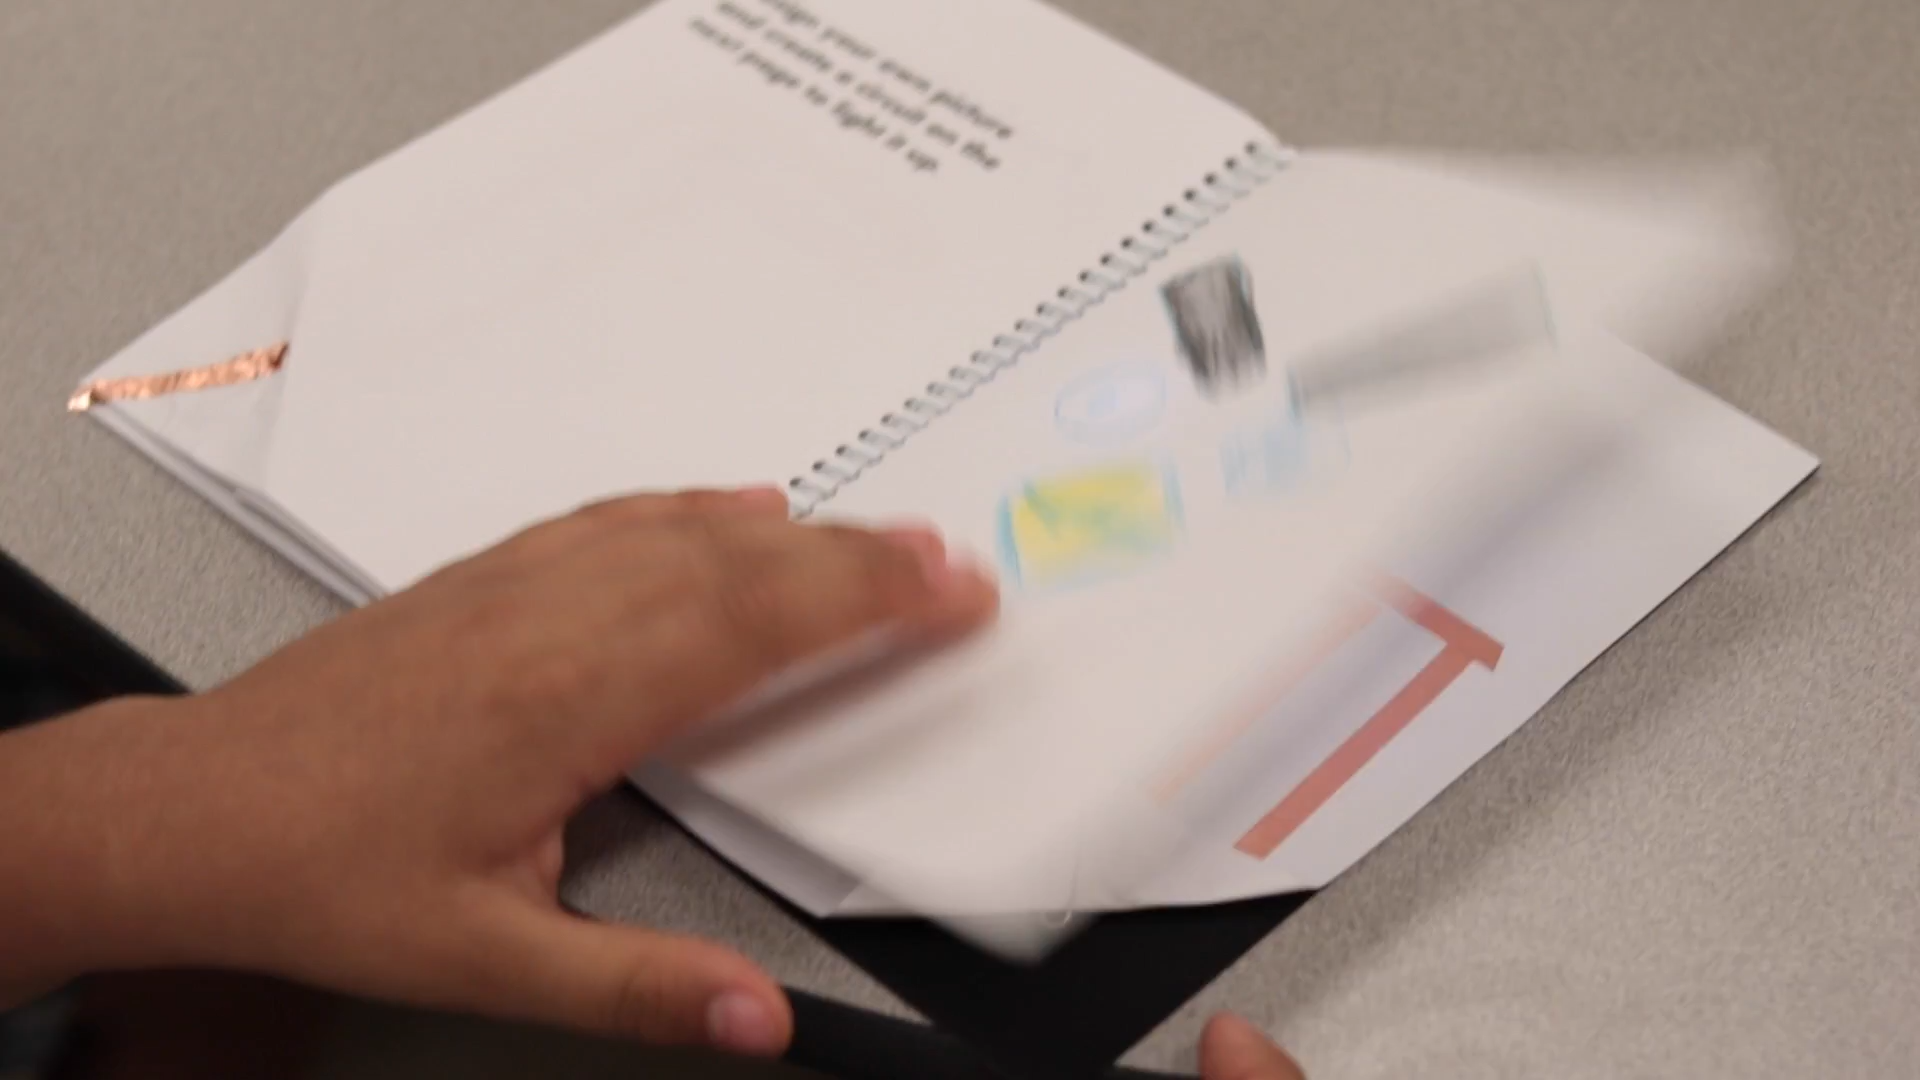 your own picture
and create a circuit on the
next page to light it up.